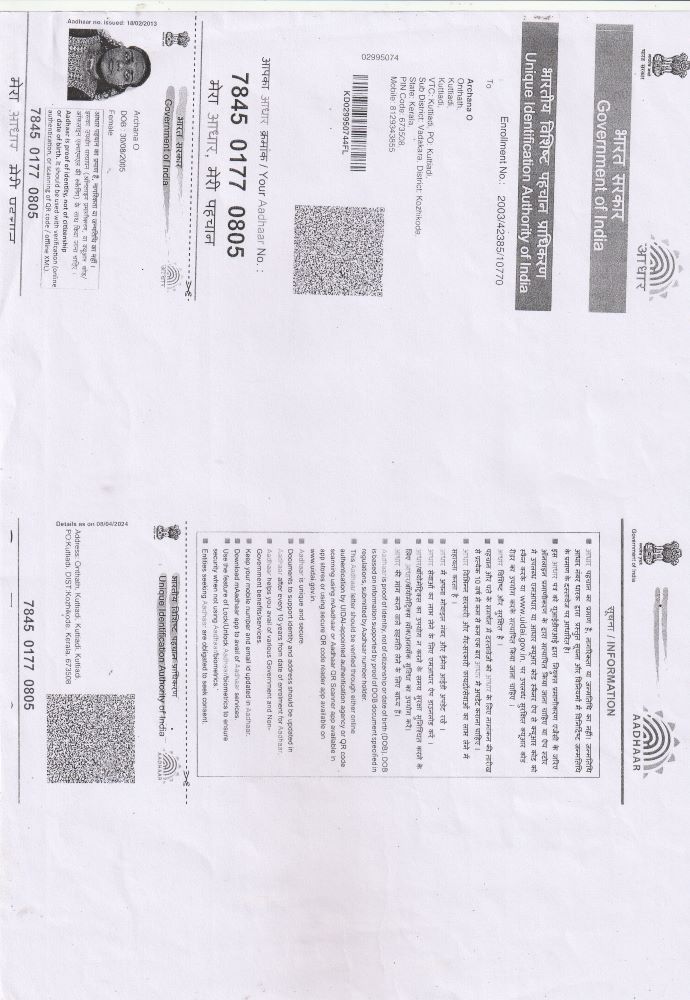 भारत सरकार
आधार
भारत सरकार
Government of India
भारतीय विशिष्ट पहचान प्राधिकरण
Unique Identification Authority of India
Enrollment No.: 2003/42385/10770
To
Archana O
Onthath,
Kuttiadi,
Kuttiadi,
VTC: Kuttiadi, PO: Kuttiadi,
Sub District: Vadakara, District: Kozhikode,
State: Kerala,
PIN Code: 673508,
Mobile: 8129343855
02995074
KD029950744FL
आपका आधार क्रमांक / Your Aadhaar No. :
7845 0177 0805
मेरा आधार, मेरी पहचान
भारत सरकार
Government of India
Aadhaar no. issued: 18/02/2013
Archana O
DOB : 30/08/2005
Female
आधार पहचान का प्रमाण है, नागरिकता या जन्मतिथि का नहीं।
इसका उपयोग सत्यापन (ऑनलाइन प्रमाणीकरण, या क्यूआर कोड/
ऑफलाइन एक्सएमएल की स्कैनिंग) के साथ किया जाना चाहिए।
Aadhaar is proof of identity, not of citizenship
or date of birth. It should be used with verification (online
authentication, or scanning of QR code / offline XML).
7845 0177 0805
मेरा आधार, मेरी पहचान
Government of India
AADHAAR
सूचना / INFORMATION
आधार पहचान का प्रमाण है, नागरिकता या जन्मतिथि का नहीं। जन्मतिथि
आधार नंबर धारक द्वारा प्रस्तुत सूचना और विनियमों में विनिर्दिष्ट जन्मतिथि
के प्रमाण के दस्तावेज पर आधारित है।
इस आधार पत्र को यूआईडीएआई द्वारा नियुक्त प्रमाणीकरण एजेंसी के जरिए
ऑनलाइन प्रमाणीकरण के द्वारा सत्यापित किया जाना चाहिए या ऐप स्टोर
में उपलब्ध एमआधार या आधार क्यूआर कोड स्कैनर ऐप से क्यूआर कोड को
स्कैन करके या www.uidai.gov.in. पर उपलब्ध सुरक्षित क्यूआर कोड
रीडर का उपयोग करके सत्यापित किया जाना चाहिए ।
आधार विशिष्ट और सुरक्षित है ।
पहचान और पते के समर्थन में दस्तावेजों को आधार के लिए नामांकन की तारीख
से प्रत्येक 10 वर्ष में कम से कम एक बार आधार में अपडेट कराना चाहिए ।
आधार विभिन्न सरकारी और गैर-सरकारी फायदों/सेवाओं का लाभ लेने में
सहायता करता है ।
आधार में अपना मोबाइल नंबर और ईमेल आईडी अपडेट रखें ।
आधार सेवाओं का लाभ लेने के लिए एमआधार ऐप डाउनलोड करें ।
आधार/बॉयोमेट्रिक्स का उपयोग न करने के समय सुरक्षा सुनिश्चित करने के
लिए आधार/बायोमेट्रिक्स लॉक/अनलॉक सुविधा का उपयोग करें।
आधार की मांग करने वाले सहमति लेने के लिए बाध्य हैं।
Aadhaar is proof of identity, not of citizenship or date of birth (DOB). DOB
is based on information supported by proof of DOB document specified in
regulations, submitted by Aadhaar number holder.
This Aadhaar letter should be verified through either online
authentication by UIDAI-appointed authentication agency or QR code
scanning using mAadhaar or Aadhaar QR Scanner app available in
app stores or using secure QR code reader app available on
www.uidai.gov.in.
Aadhaar is unique and secure.
Documents to support identity and address should be updated in
Aadhaar after every 10 years from date of enrolment for Aadhaar.
Aadhaar helps you avail of various Government and Non-
Government benefits/services.
Keep your mobile number and email id updated in Aadhaar.
Download mAadhaar app to avail of Aadhaar services.
Use the feature of Lock/Unlock Aadhaar/biometrics to ensure
security when not using Aadhaar/biometrics.
Entities seeking Aadhaar are obligated to seek consent.
भारतीय विशिष्ट पहचान प्राधिकरण
Unique Identification Authority of India
AADHAAR
Details as on: 08/04/2024
Address: Onthath, Kuttiadi, Kuttiadi, Kuttiadi,
PO:Kutiadi, DIST:Kozhikode, Kerala, 673508
7845 0177 0805